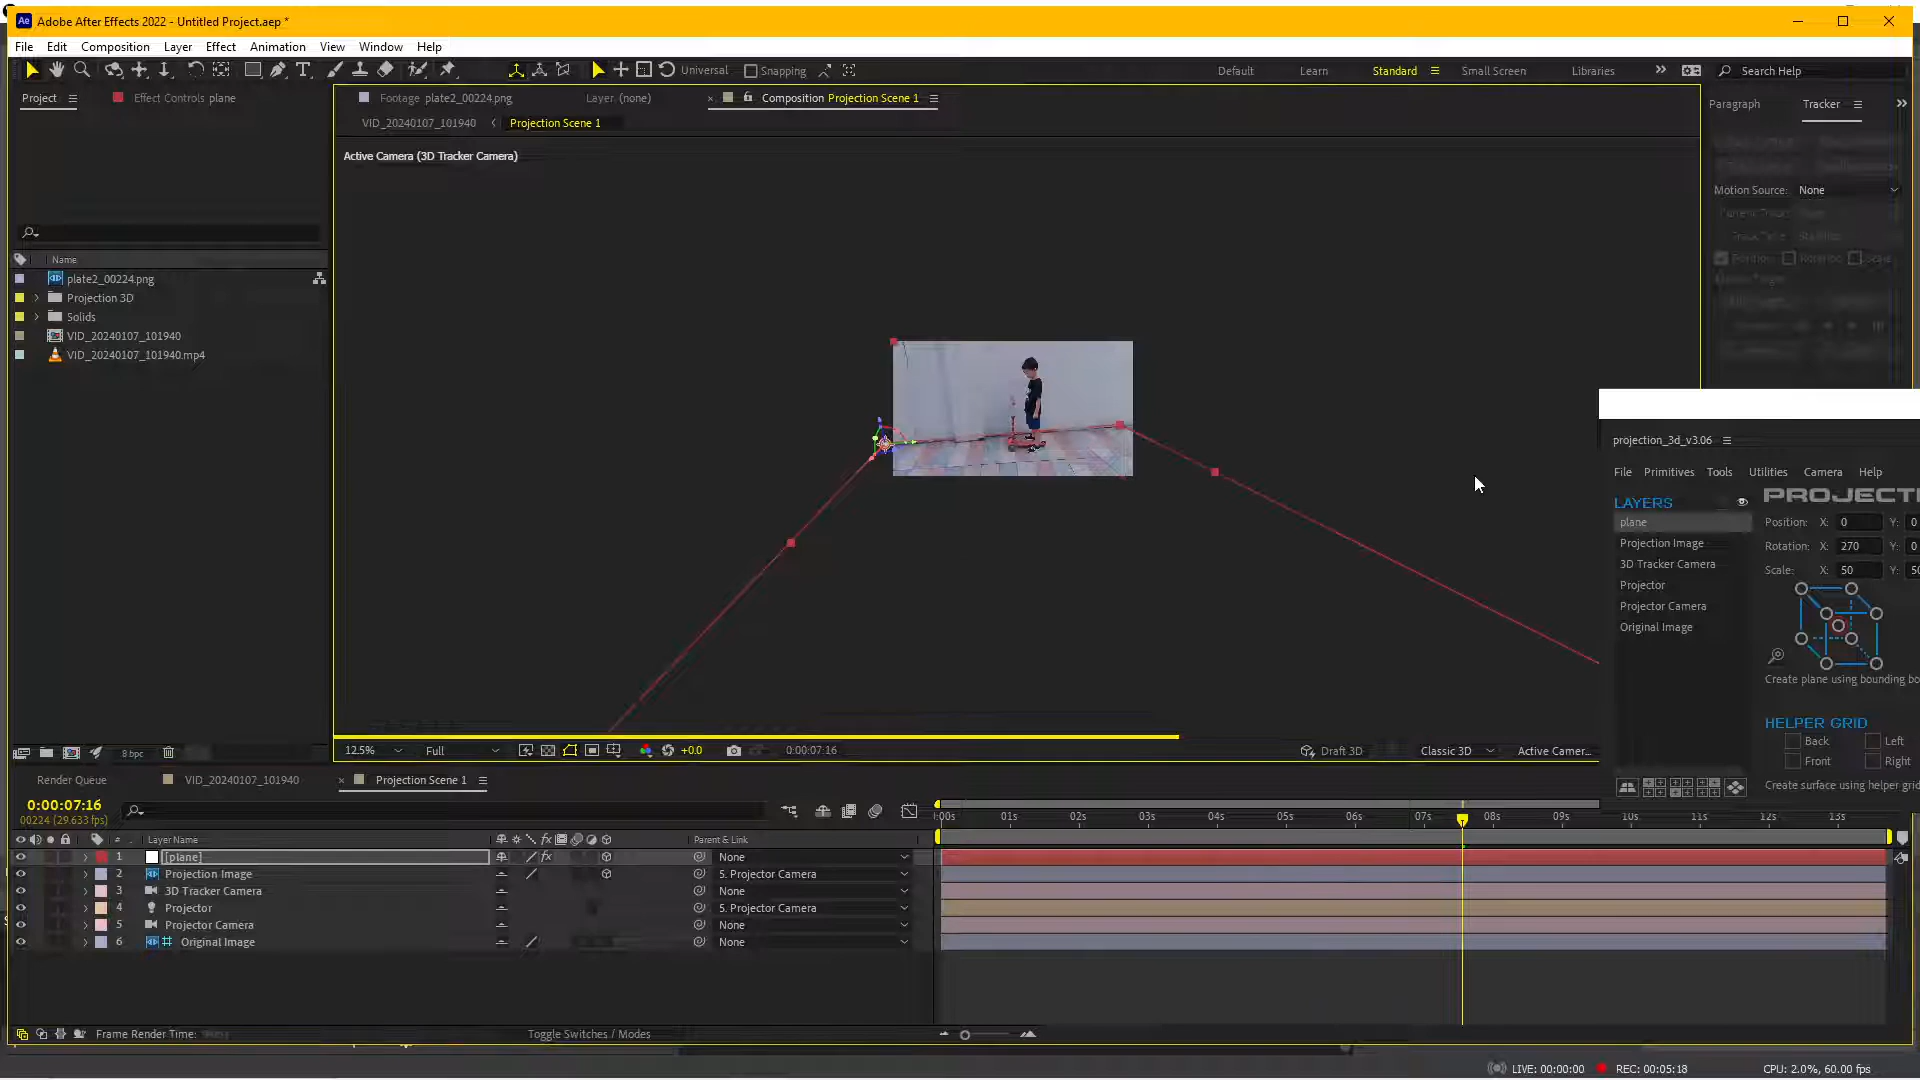 Ae Adobe After Effects 2022 - Untitled Project.aep *
File Edit Composition Layer Effect Animation View Window Help
Universal Snapping Default Learn Standard Small Screen Libraries Search Help
Project Effect Controls plane
Footage plate2_00224.png Layer (none) Composition Projection Scene 1
Paragraph Tracker
VID_20240107_101940 Projection Scene 1
Active Camera (3D Tracker Camera)
Motion Source: None
Name
plate2_00224.png
Projection 3D
Solids
VID_20240107_101940
VID_20240107_101940.mp4
projection_3d_v3.06
File Primitives Tools Utilities Camera Help
LAYERS
PROJECTI
plane
Position: X: 0 Y: 0
Projection Image
Rotation: X: 270 Y: 0
3D Tracker Camera
Scale: X: 50 Y: 50
Projector
Projector Camera
Original Image
Create plane using bounding bo
HELPER GRID
Back Left
Front Right
Create surface using helper grid
8 bpc
12.5% Full +0.0 0:00:07:16 Draft 3D Classic 3D Active Camer...
Render Queue VID_20240107_101940 Projection Scene 1
0:00:07:16
00224 (29.633 fps)
:00s 01s 02s 03s 04s 05s 06s 07s 08s 09s 10s 11s 12s 13s
# Layer Name fx Parent & Link
1 [plane] fx None
2 Projection Image 5. Projector Camera
3 3D Tracker Camera None
4 Projector 5. Projector Camera
5 Projector Camera None
6 Original Image None
Frame Render Time: Toggle Switches / Modes
LIVE: 00:00:00 REC: 00:05:18 CPU: 2.0%, 60.00 fps